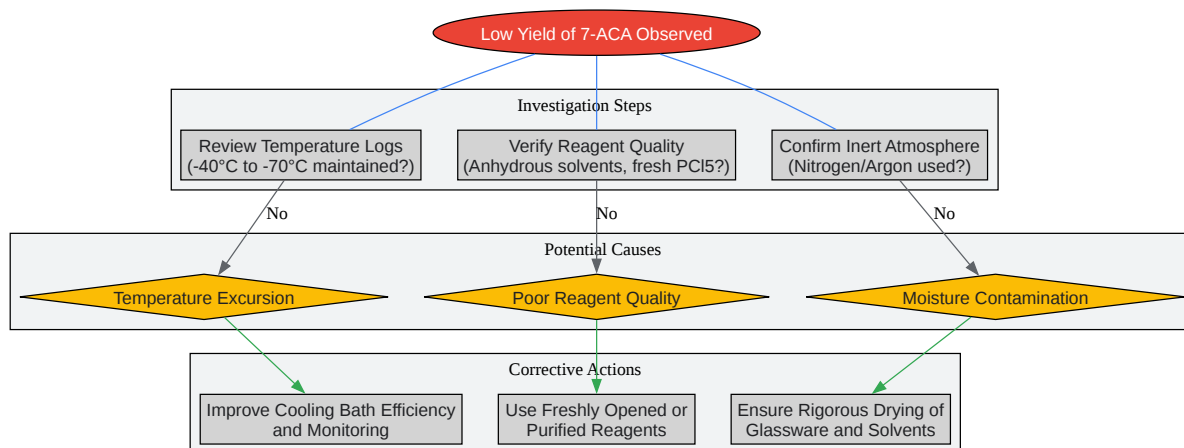 Low Yield of 7-ACA Observed
Investigation Steps
Review Temperature Logs
(-40°C to -70°C maintained?)
Verify Reagent Quality
(Anhydrous solvents, fresh PCl5?)
Confirm Inert Atmosphere
(Nitrogen/Argon used?)
No
No
No
Potential Causes
Temperature Excursion
Poor Reagent Quality
Moisture Contamination
Corrective Actions
Improve Cooling Bath Efficiency
and Monitoring
Use Freshly Opened or
Purified Reagents
Ensure Rigorous Drying of
Glassware and Solvents